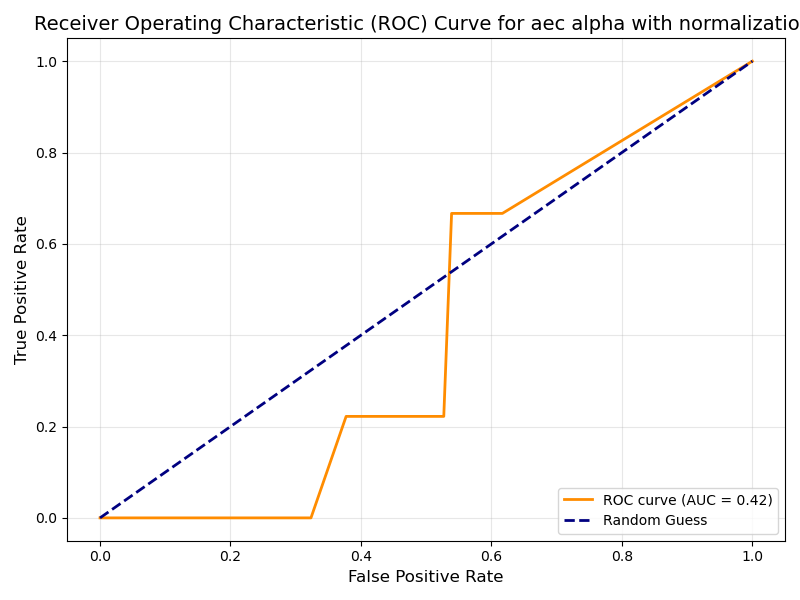 Receiver Operating Characteristic (ROC) Curve for aec alpha with normalizatio
1.0
0.8
0.6
0.4
0.2
0.0
True Positive Rate
0.0 0.2 0.4 0.6 0.8 1.0
False Positive Rate
ROC curve (AUC = 0.42)
Random Guess